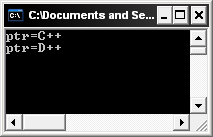 C:\Documents and Se...
ptr=C++
ptr=D++